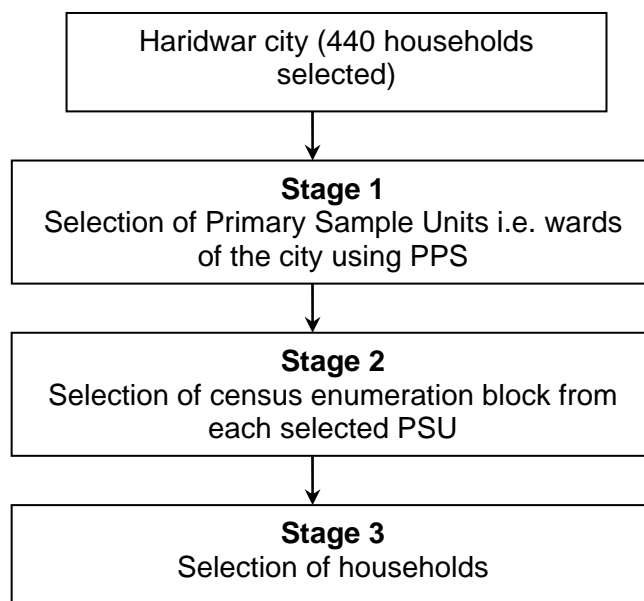 Haridwar city (440 households
selected)
Stage 1
Selection of Primary Sample Units i.e. wards
of the city using PPS
Stage 2
Selection of census enumeration block from
each selected PSU
Stage 3
Selection of households